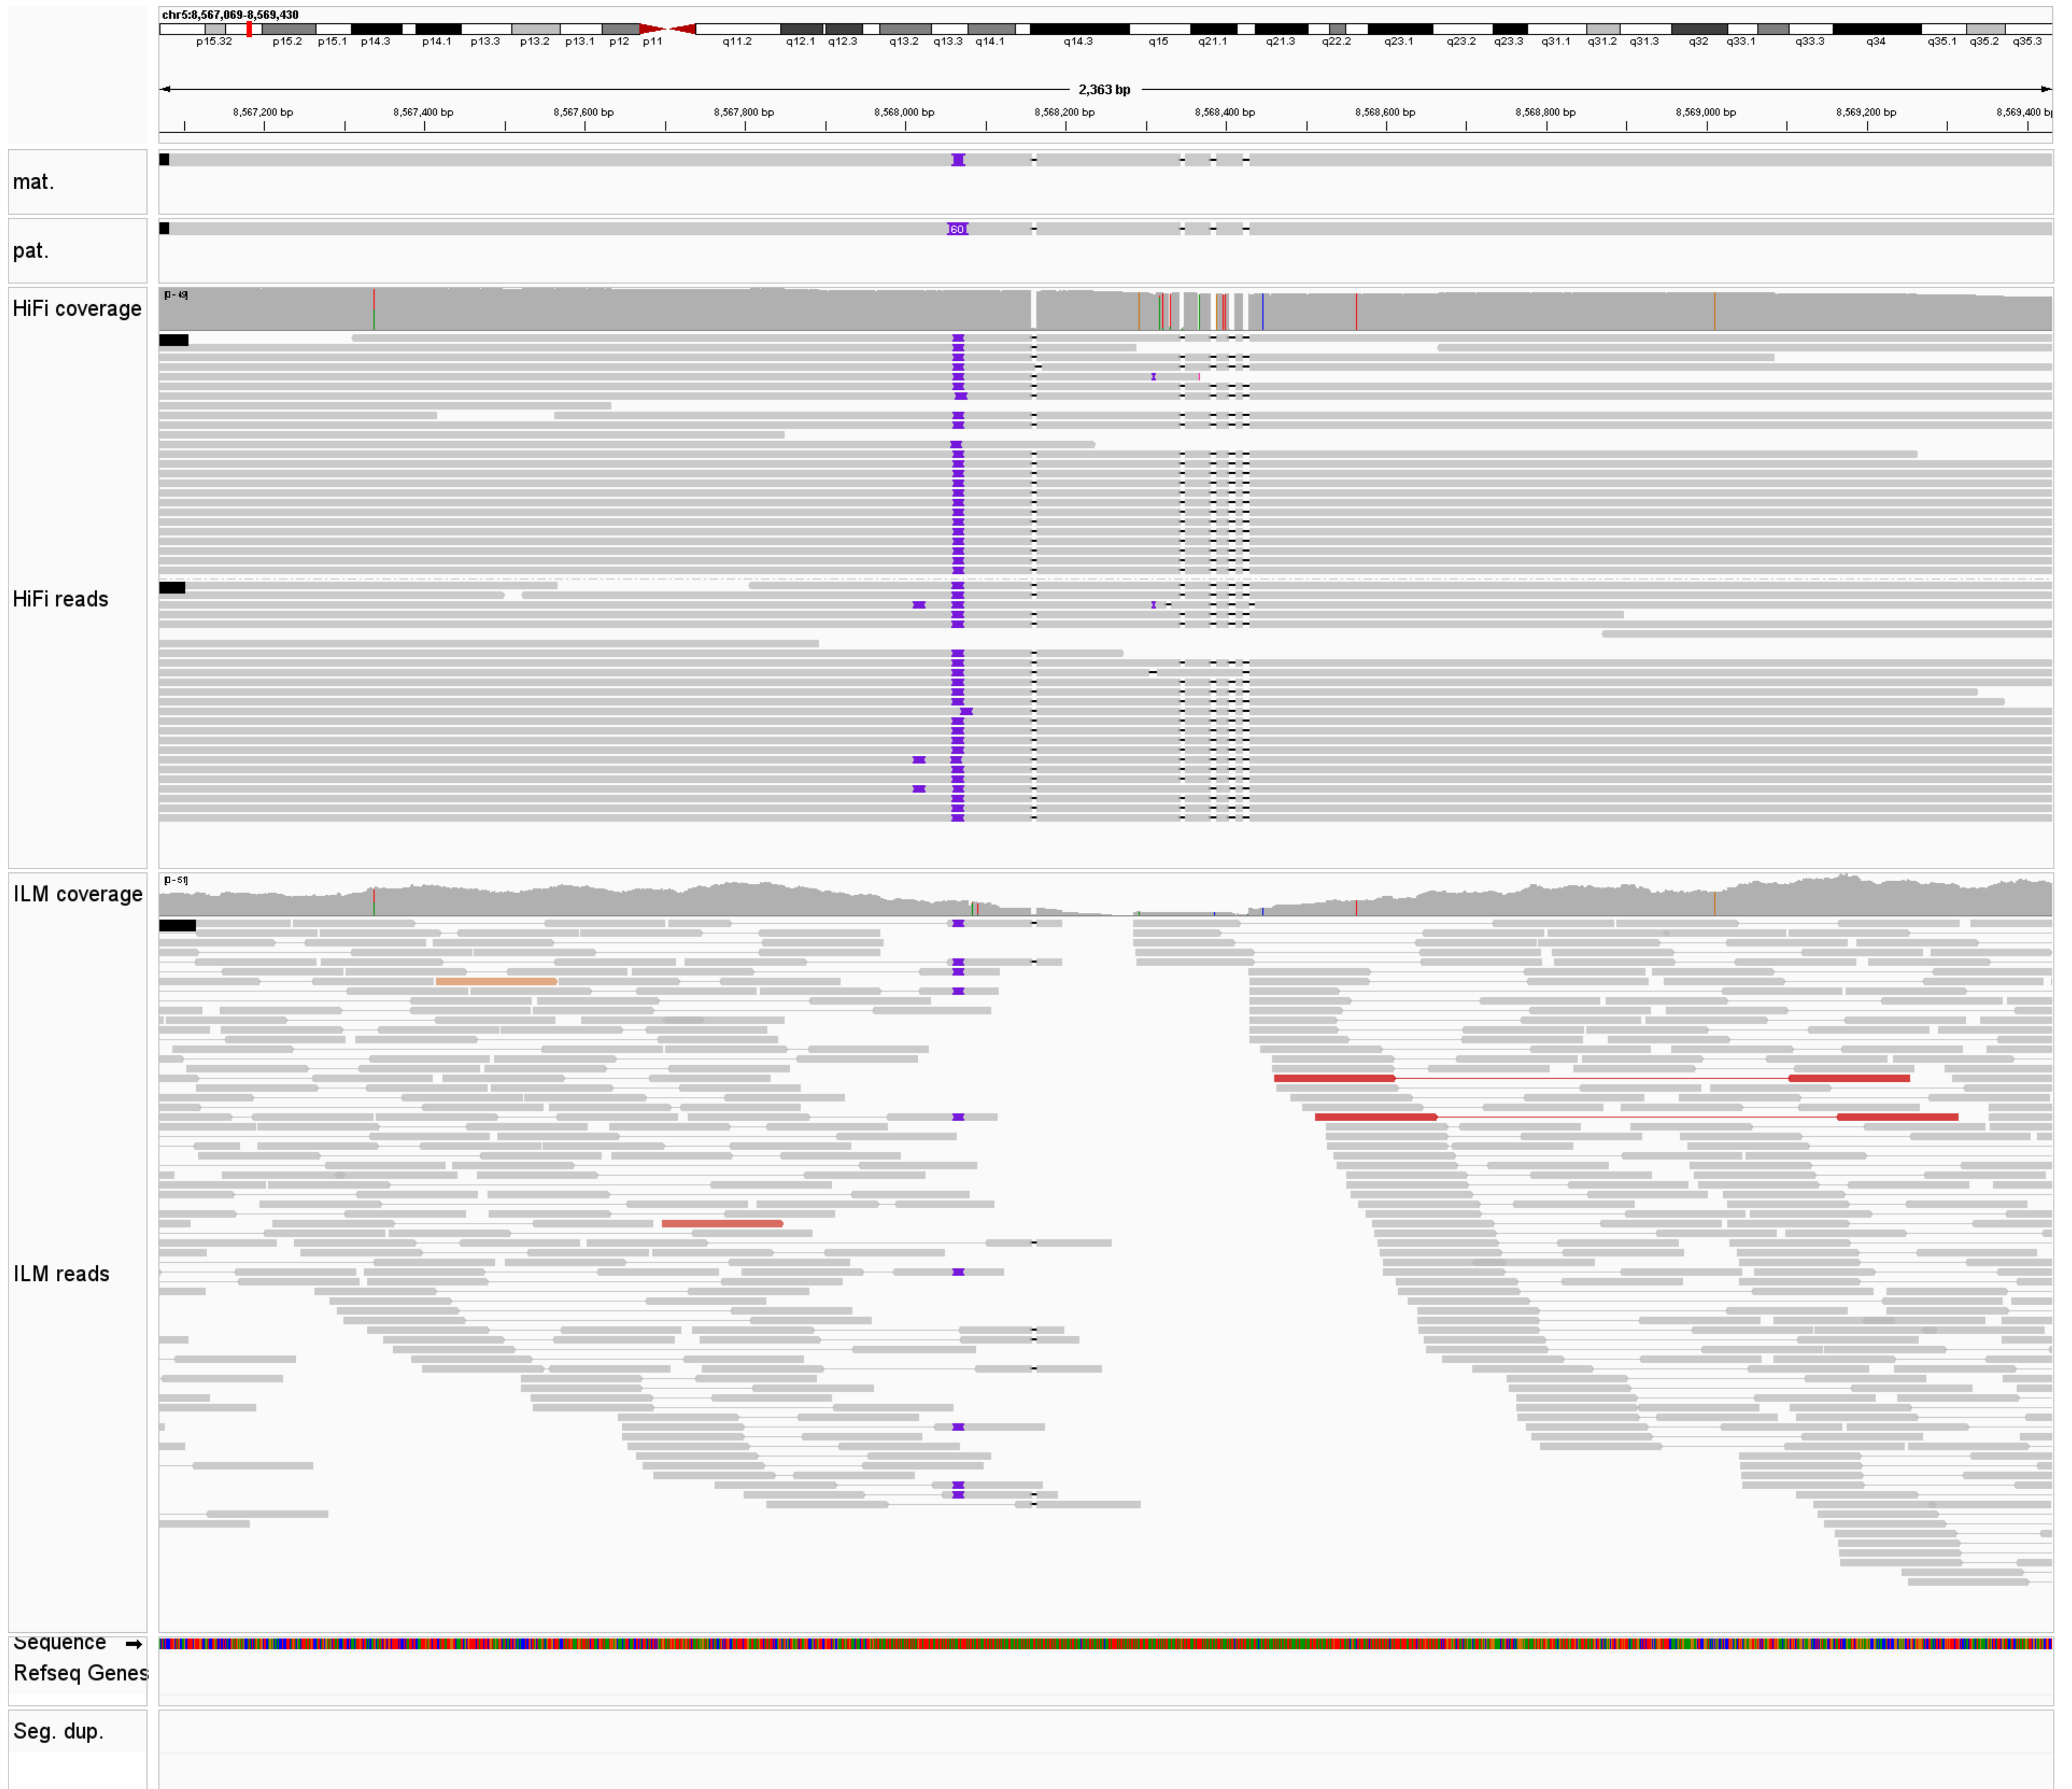 chr5:8,567,069-8,569,430
p15.32 p15.2 p15.1 p14.3 p14.1 p13.3 p13.2 p13.1 p12 p11 q11.2 q12.1 q12.3 q13.2 q13.3 q14.1 q14.3 q15 q21.1 q21.3 q22.2 q23.1 q23.2 q23.3 q31.1 q31.2 q31.3 q32 q33.1 q33.3 q34 q35.1 q35.2 q35.3
2,363 bp
8,567,200 bp 8,567,400 bp 8,567,600 bp 8,567,800 bp 8,568,000 bp 8,568,200 bp 8,568,400 bp 8,568,600 bp 8,568,800 bp 8,569,000 bp 8,569,200 bp 8,569,400 bp
mat.
pat.
60
HiFi coverage
HiFi reads
ILM coverage
ILM reads
Sequence
Refseq Genes
Seg. dup.